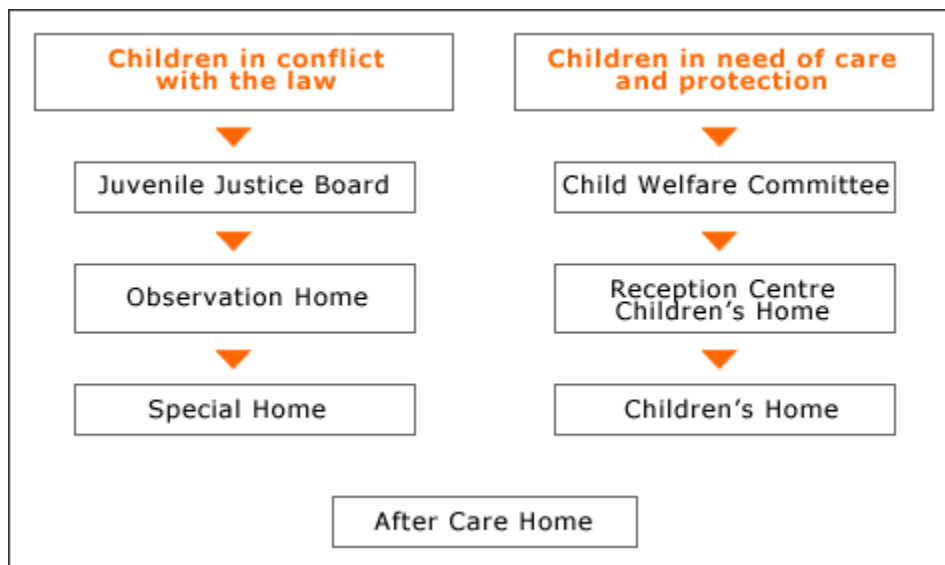 Children in conflict
with the law
Juvenile Justice Board
Observation Home
Special Home
Children in need of care
and protection
Child Welfare Committee
Reception Centre
Children's Home
Children's Home
After Care Home